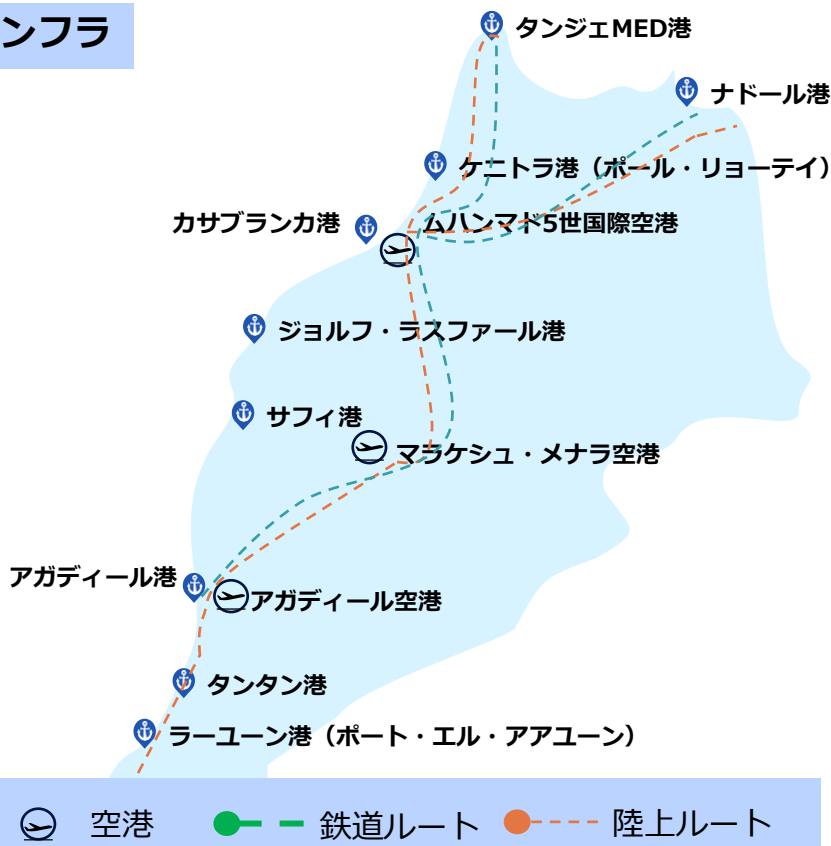 ンフラ
タンジェMED港
ナドール港
ケニトラ港（ポール・リョーテイ）
カサブランカ港
ムハンマド5世国際空港
ジョルフ・ラスファール港
サフィ港
マラケシュ・メナラ空港
アガディール港
アガディール空港
タンタン港
ラーユーン港（ポート・エル・アアユーン）
空港 鉄道ルート 陸上ルート